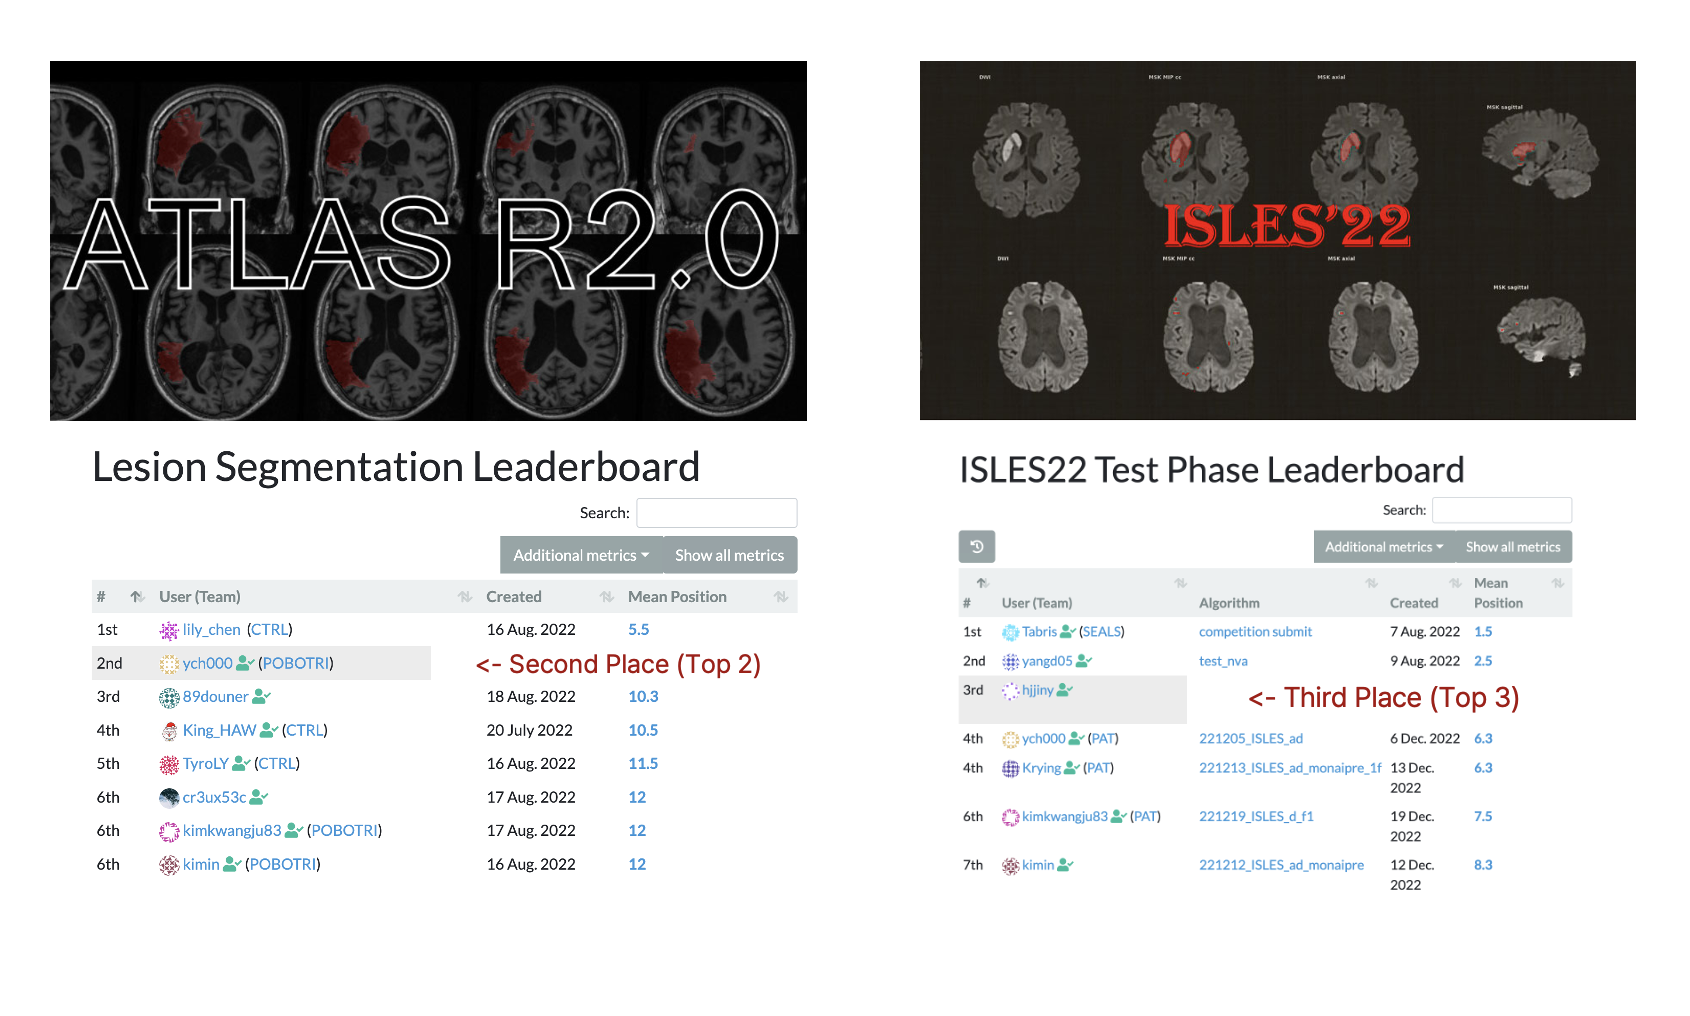 ATLAS R2.0
Lesion Segmentation Leaderboard
Search:
Additional metrics Show all metrics
# User (Team) Created Mean Position
1st lily_chen (CTRL) 16 Aug. 2022 5.5
2nd ych000 (POBOTRI) <- Second Place (Top 2)
3rd 89douner 18 Aug. 2022 10.3
4th King_HAW (CTRL) 20 July 2022 10.5
5th TyroLY (CTRL) 16 Aug. 2022 11.5
6th cr3ux53c 17 Aug. 2022 12
6th kimkwangju83 (POBOTRI) 17 Aug. 2022 12
6th kimin (POBOTRI) 16 Aug. 2022 12
DWI MSK MIP cc MSK axial
MSK sagittal
ISLES'22
DWI MSK MIP cc MSK axial
MSK sagittal
ISLES22 Test Phase Leaderboard
Search:
Additional metrics Show all metrics
Mean
# User (Team) Algorithm Created Position
1st Tabris (SEALS) competition submit 7 Aug. 2022 1.5
2nd yangd05 test_nva 9 Aug. 2022 2.5
3rd hjjiny <- Third Place (Top 3)
4th ych000 (PAT) 221205_ISLES_ad 6 Dec. 2022 6.3
4th Krying (PAT) 221213_ISLES_ad_monaipre_1f 13 Dec. 6.3
2022
6th kimkwangju83 (PAT) 221219_ISLES_d_f1 19 Dec. 7.5
2022
7th kimin 221212_ISLES_ad_monaipre 12 Dec. 8.3
2022